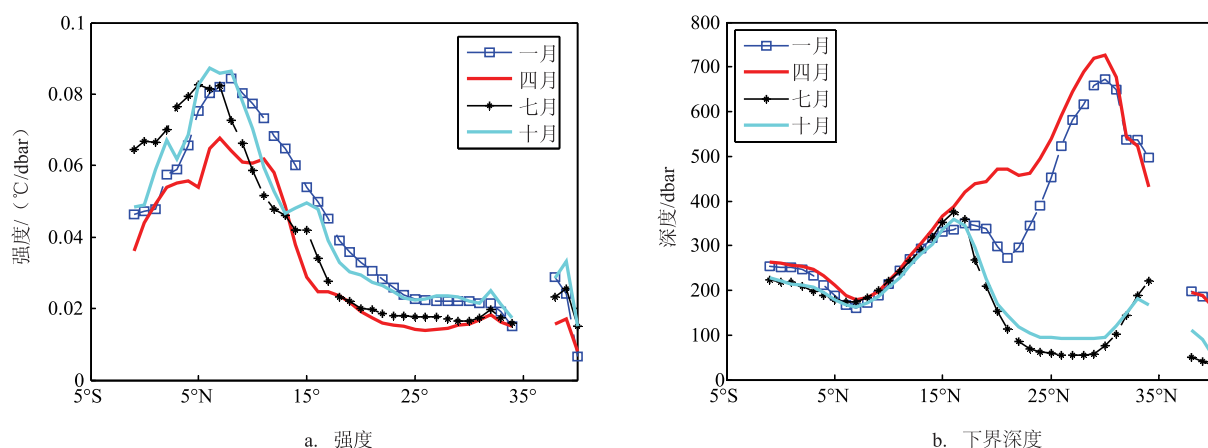 0.1
0.08
0.06
0.04
0.02
0
强度/（℃/dbar）
5°S
5°N
15°
25°
35°
一月
四月
七月
十月
a. 强度
800
700
600
500
400
300
200
100
0
深度/dbar
5°S
5°N
15°N
25°N
35°N
一月
四月
七月
十月
b. 下界深度